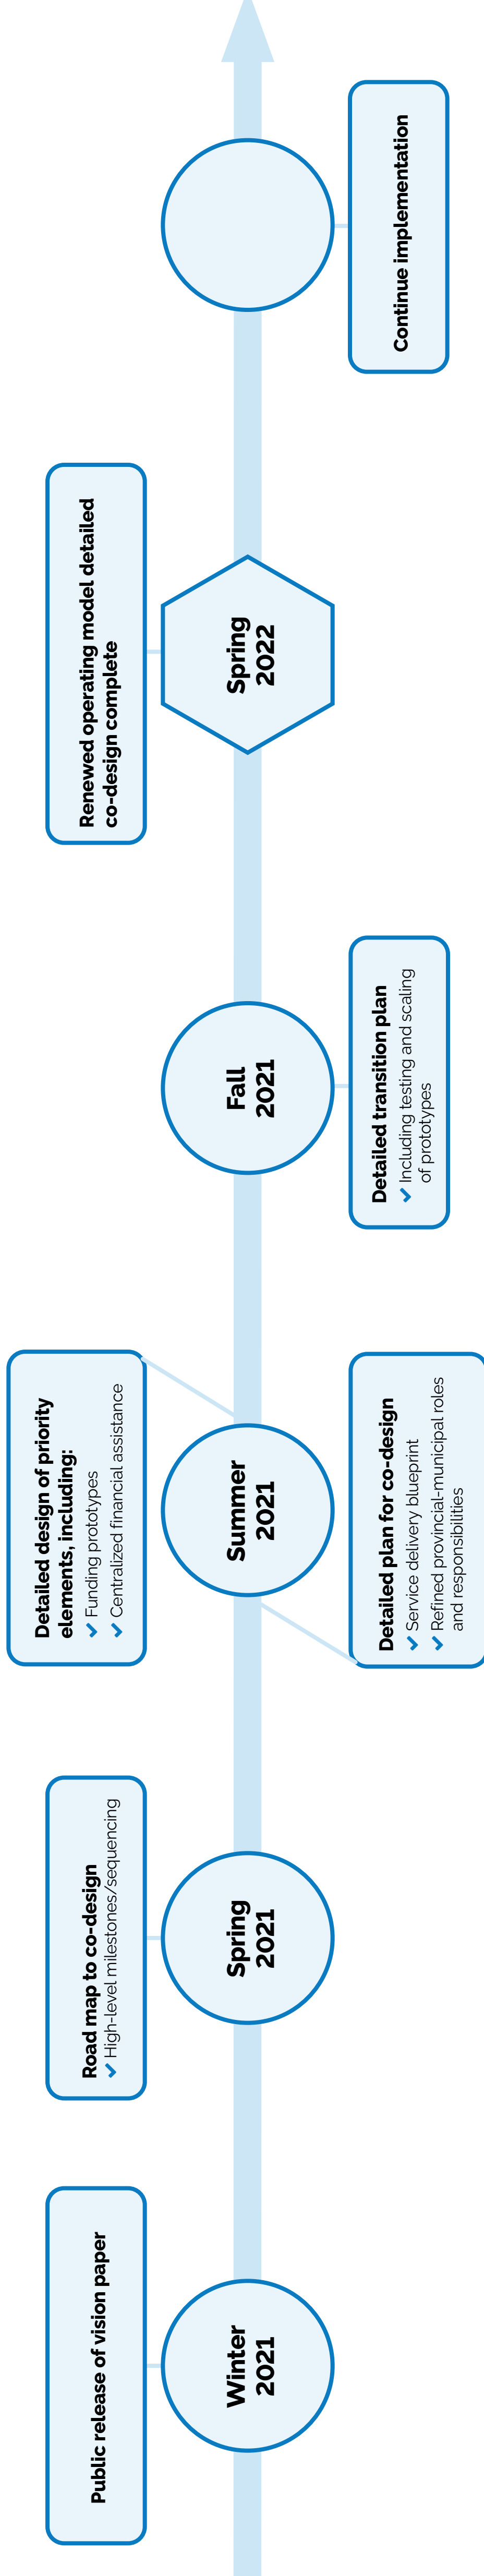 Public release of vision paper
Winter
2021
Road map to co-design
High-level milestones/sequencing
Spring
2021
Detailed design of priority
elements, including:
Funding prototypes
Centralized financial assistance
Summer
2021
Detailed plan for co-design
Service delivery blueprint
Refined provincial-municipal roles
and responsibilities
Fall
2021
Detailed transition plan
Including testing and scaling
of prototypes
Renewed operating model detailed
co-design complete
Spring
2022
Continue implementation